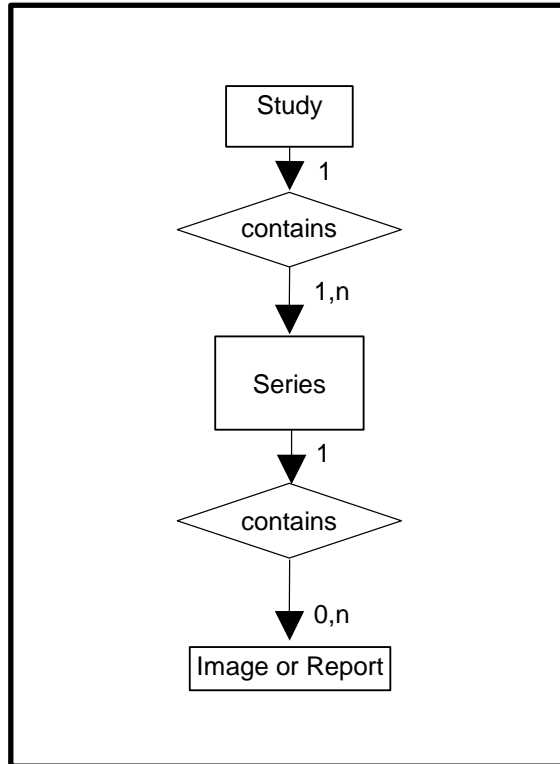 Study
1
contains
1,n
Series
1
contains
0,n
Image or Report